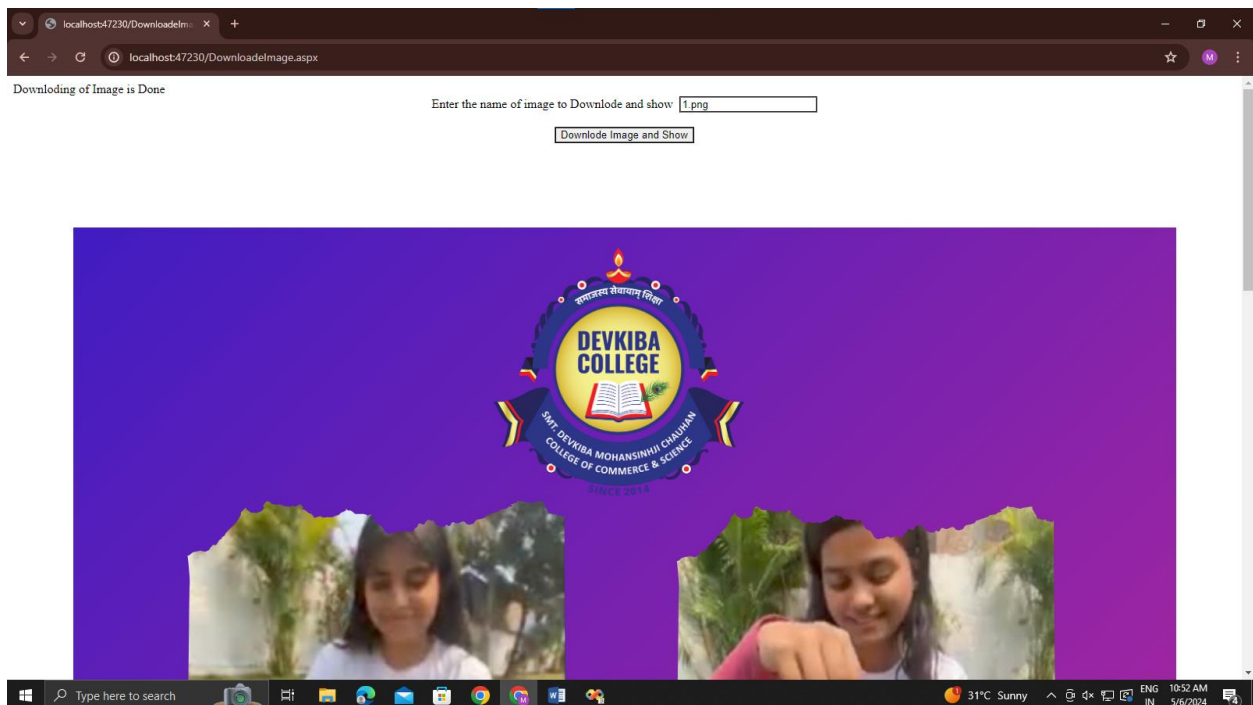 localhost:47230/DownloadeIma
localhost:47230/DownloadeImage.aspx
M
Downloding of Image is Done
Enter the name of image to Downlode and show 1.png
Downlode Image and Show
समाजस्य सेवायाम् शिक्षा
DEVKIBA
COLLEGE
SMT. DEVKIBA MOHANSINHJI CHAUHAN
COLLEGE OF COMMERCE & SCIENCE
SINCE 2014
Type here to search
31°C Sunny
ENG
IN
10:52 AM
5/6/2024
4